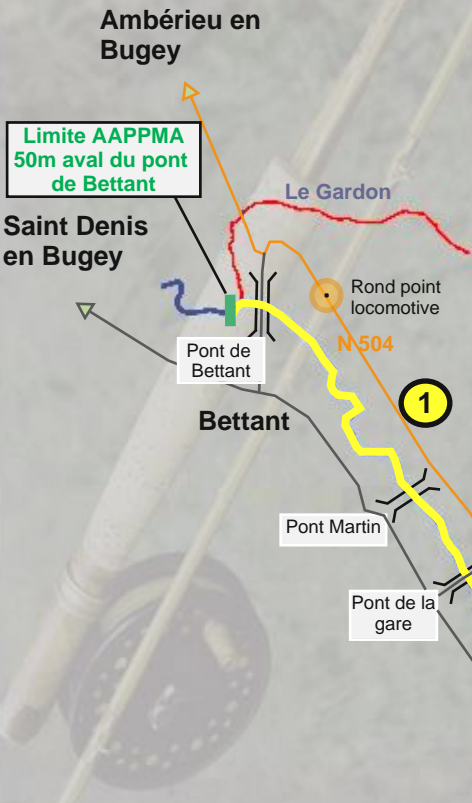 Ambérieu en
Bugey
Limite AAPPMA
50m aval du pont
de Bettant
Le Gardon
Saint Denis
en Bugey
Rond point
locomotive
N 504
Pont de
Bettant
1
Bettant
Pont Martin
Pont de la
gare